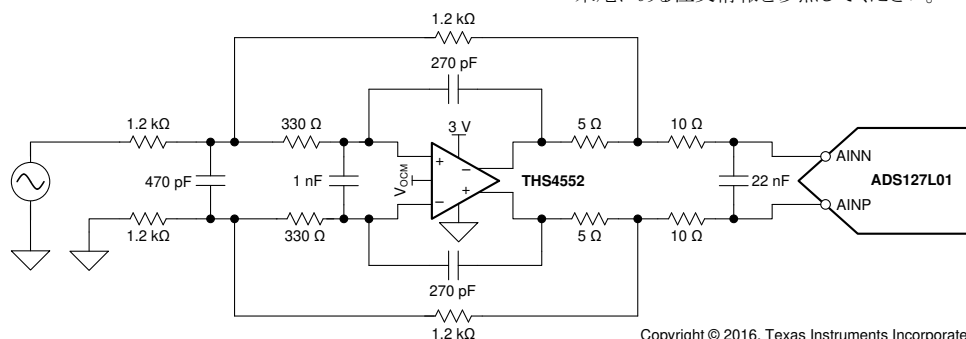 1.2 kΩ
270 pF
1.2 kΩ
330 Ω
3 V
5 Ω
10 Ω
AINN
470 pF
1 nF
VOCM
THS4552
22 nF
ADS127L01
AINP
1.2 kΩ
330 Ω
5 Ω
10 Ω
270 pF
1.2 kΩ
Copyright © 2016, Texas Instruments Incorporate